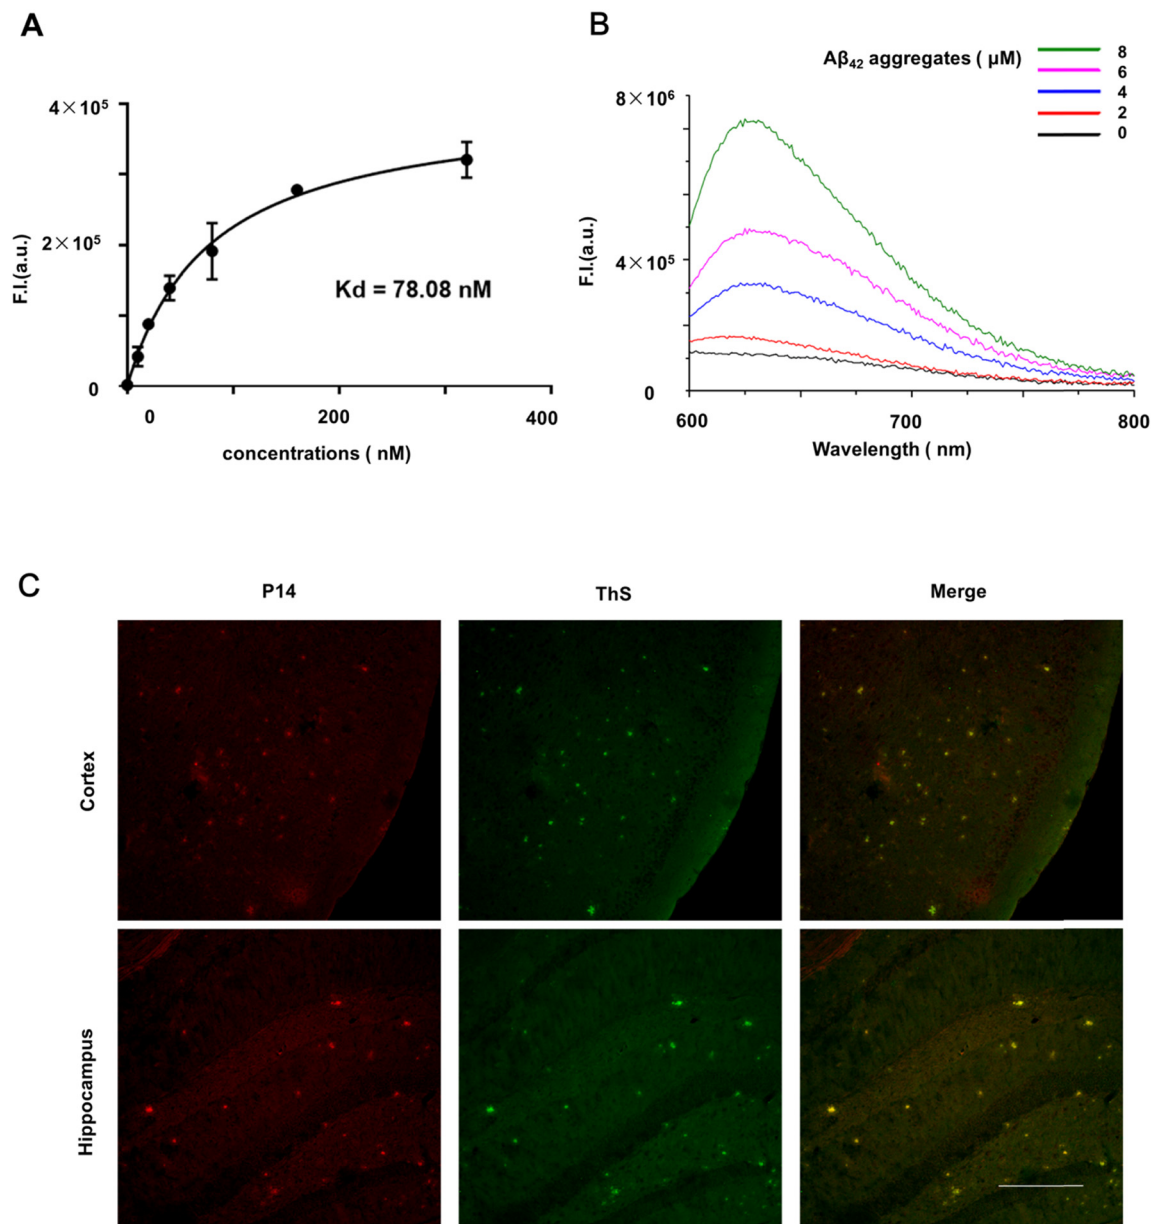 A
4×10⁵
2×10⁵
0
F.I.(a.u.)
Kd = 78.08 nM
0
200
400
concentrations ( nM)
B
Aβ₄₂ aggregates ( μM)
8
6
4
2
0
8×10⁶
4×10⁵
0
F.I.(a.u.)
600
700
800
Wavelength ( nm)
C
P14
ThS
Merge
Cortex
Hippocampus